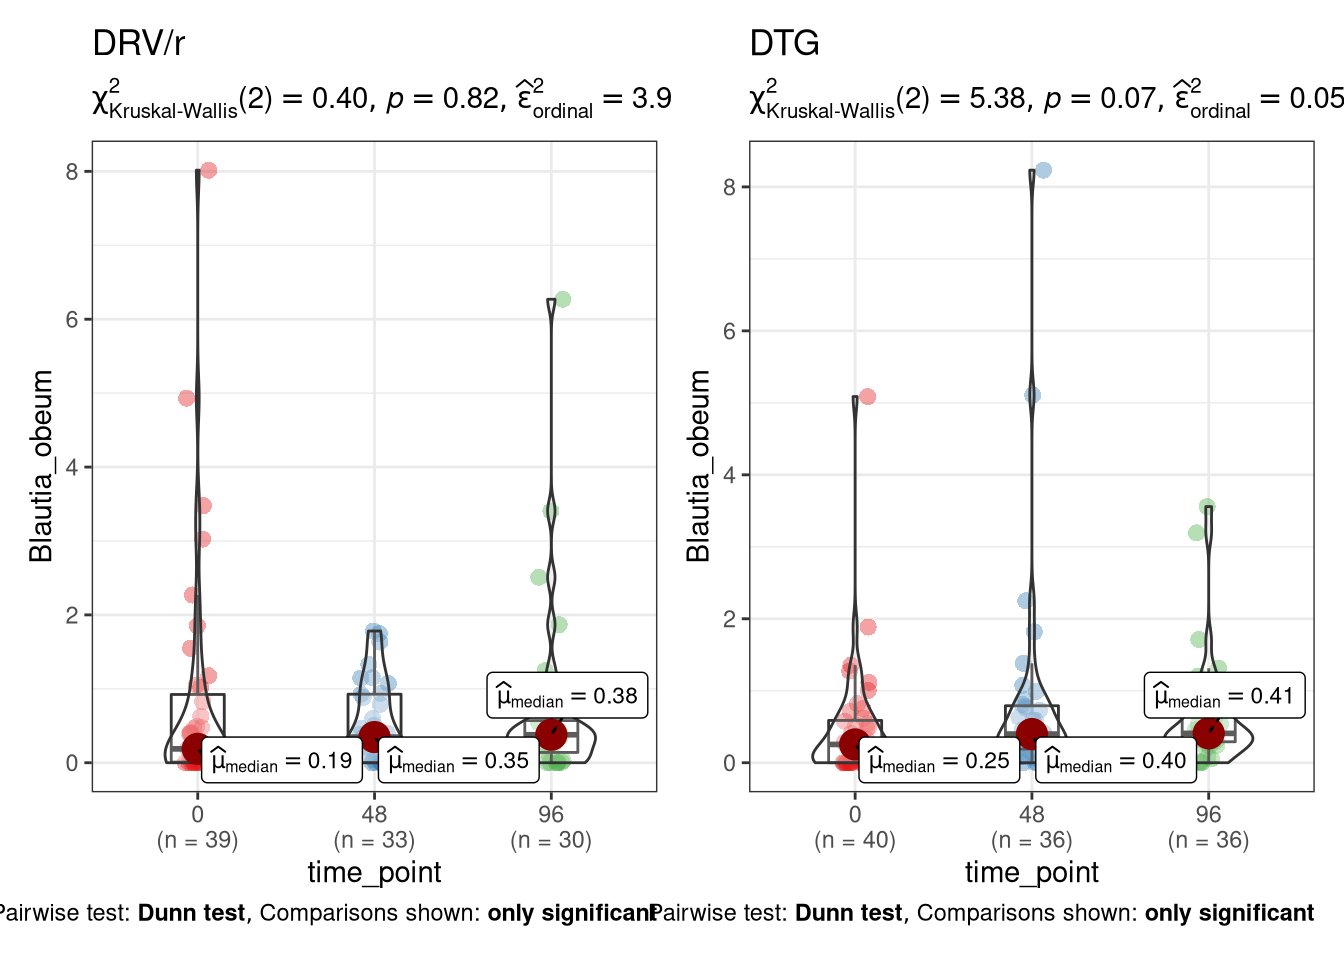 DRV/r
χ²Kruskal-Wallis(2) = 0.40, p = 0.82, ε̂²ordinal = 3.9
8
6
4
2
0
Blautia_obeum
μ̂median = 0.19
μ̂median = 0.35
μ̂median = 0.38
0 48 96
(n = 39) (n = 33) (n = 30)
time_point
Pairwise test: Dunn test, Comparisons shown: only significant
DTG
χ²Kruskal-Wallis(2) = 5.38, p = 0.07, ε̂²ordinal = 0.05
8
6
4
2
0
Blautia_obeum
μ̂median = 0.25
μ̂median = 0.40
μ̂median = 0.41
0 48 96
(n = 40) (n = 36) (n = 36)
time_point
Pairwise test: Dunn test, Comparisons shown: only significant